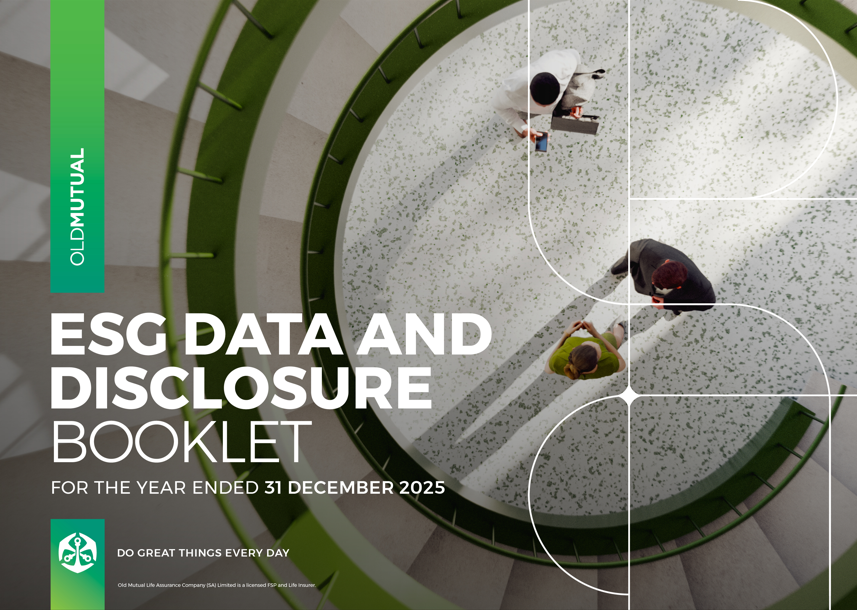 OLDMUTUAL
ESG DATA AND
DISCLOSURE
BOOKLET
FOR THE YEAR ENDED 31 DECEMBER 2025
DO GREAT THINGS EVERY DAY
Old Mutual Life Assurance Company (SA) Limited is a licensed FSP and Life Insurer.